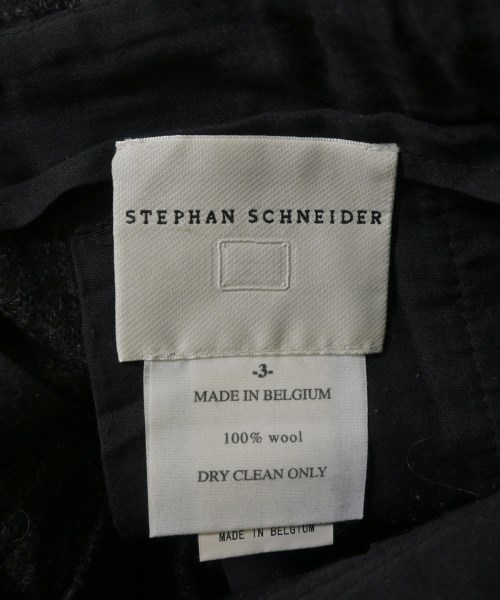 STEPHAN SCHNEIDER
-3-
MADE IN BELGIUM
100% wool
DRY CLEAN ONLY
MADE IN BELGIUM